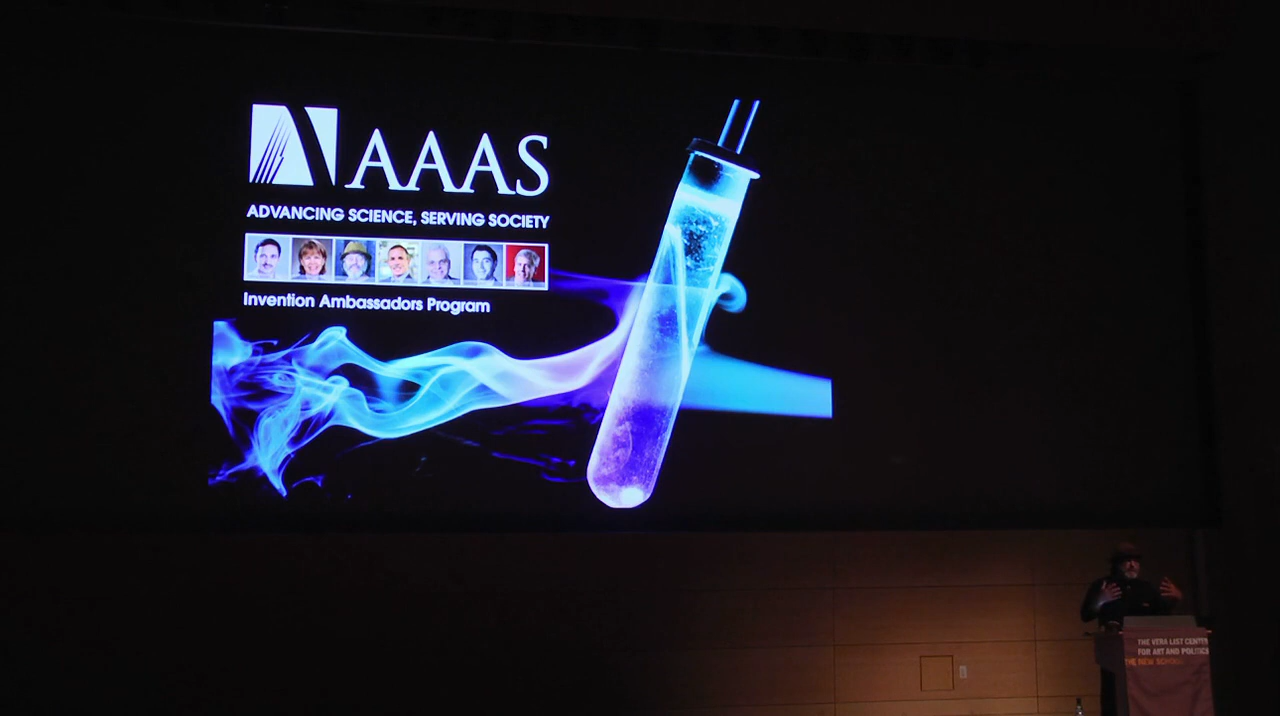 AAAS
ADVANCING SCIENCE, SERVING SOCIETY
Invention Ambassadors Program
THE VERA LIST CENTER
FOR ART AND POLITICS
THE NEW SCHOOL